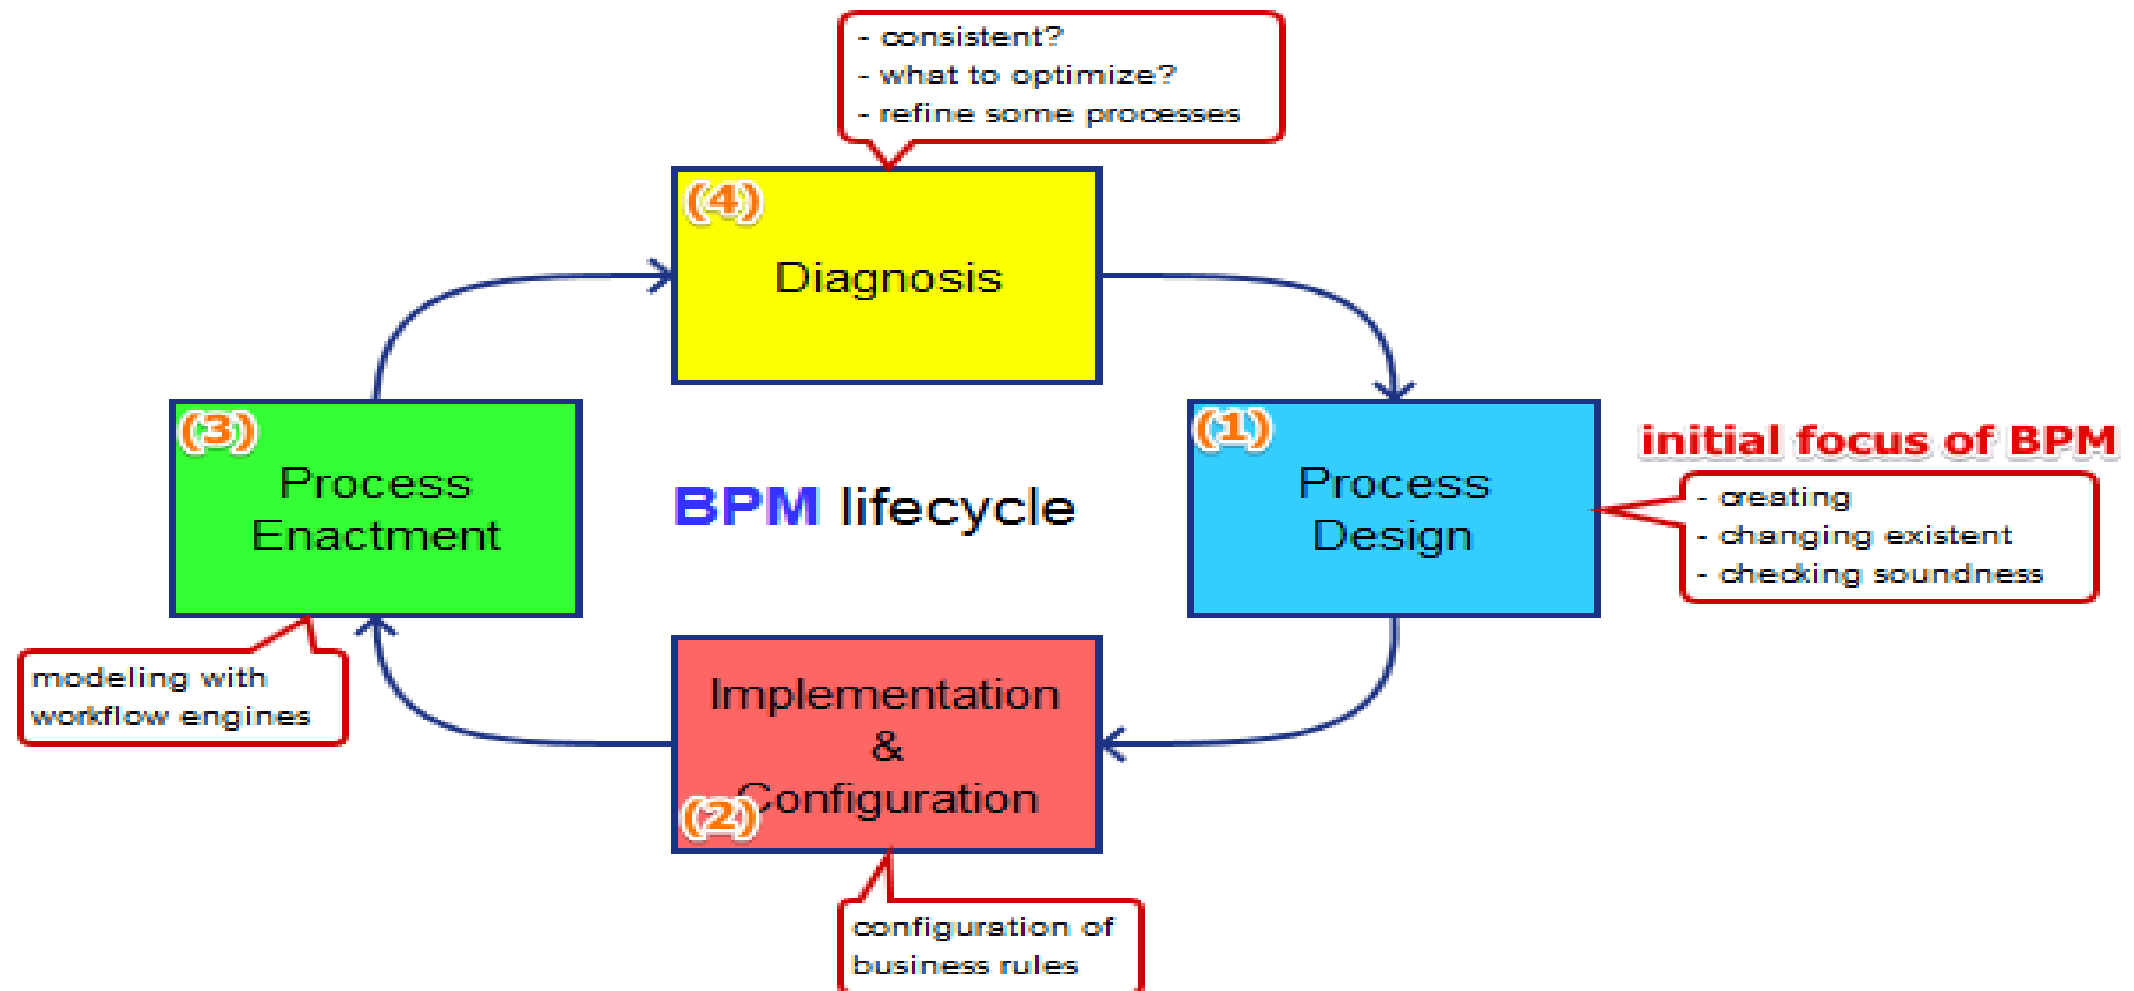 - consistent?
- what to optimize?
- refine some processes
(4)
Diagnosis
(3)
Process
Enactment
BPM lifecycle
(1)
Process
Design
initial focus of BPM
- creating
- changing existent
- checking soundness
modeling with
workflow engines
Implementation
&
Configuration
(2)
configuration of
business rules